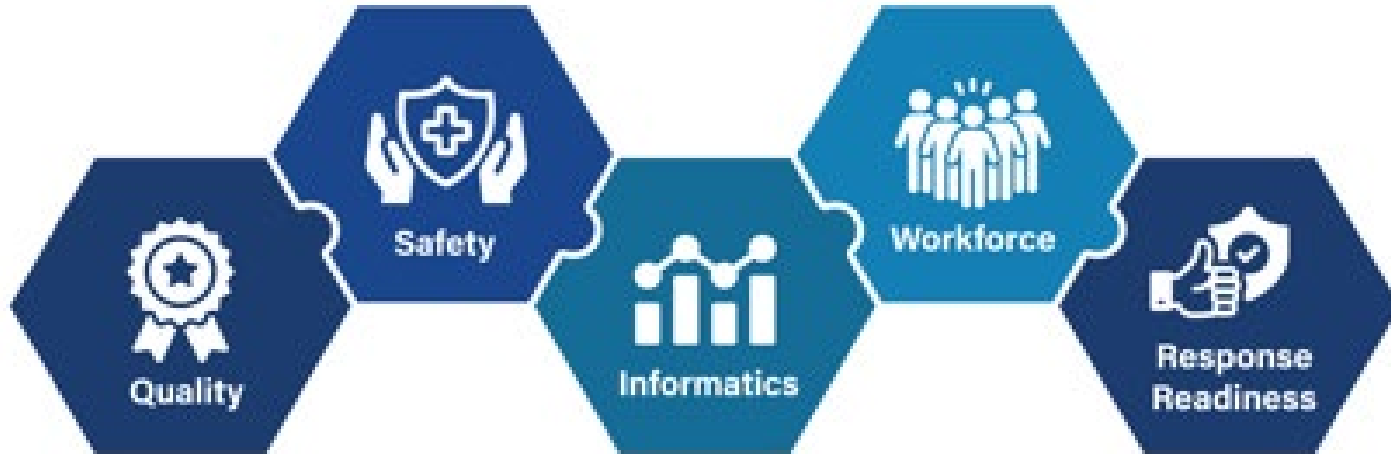 Quality
Safety
Informatics
Workforce
Response
Readiness